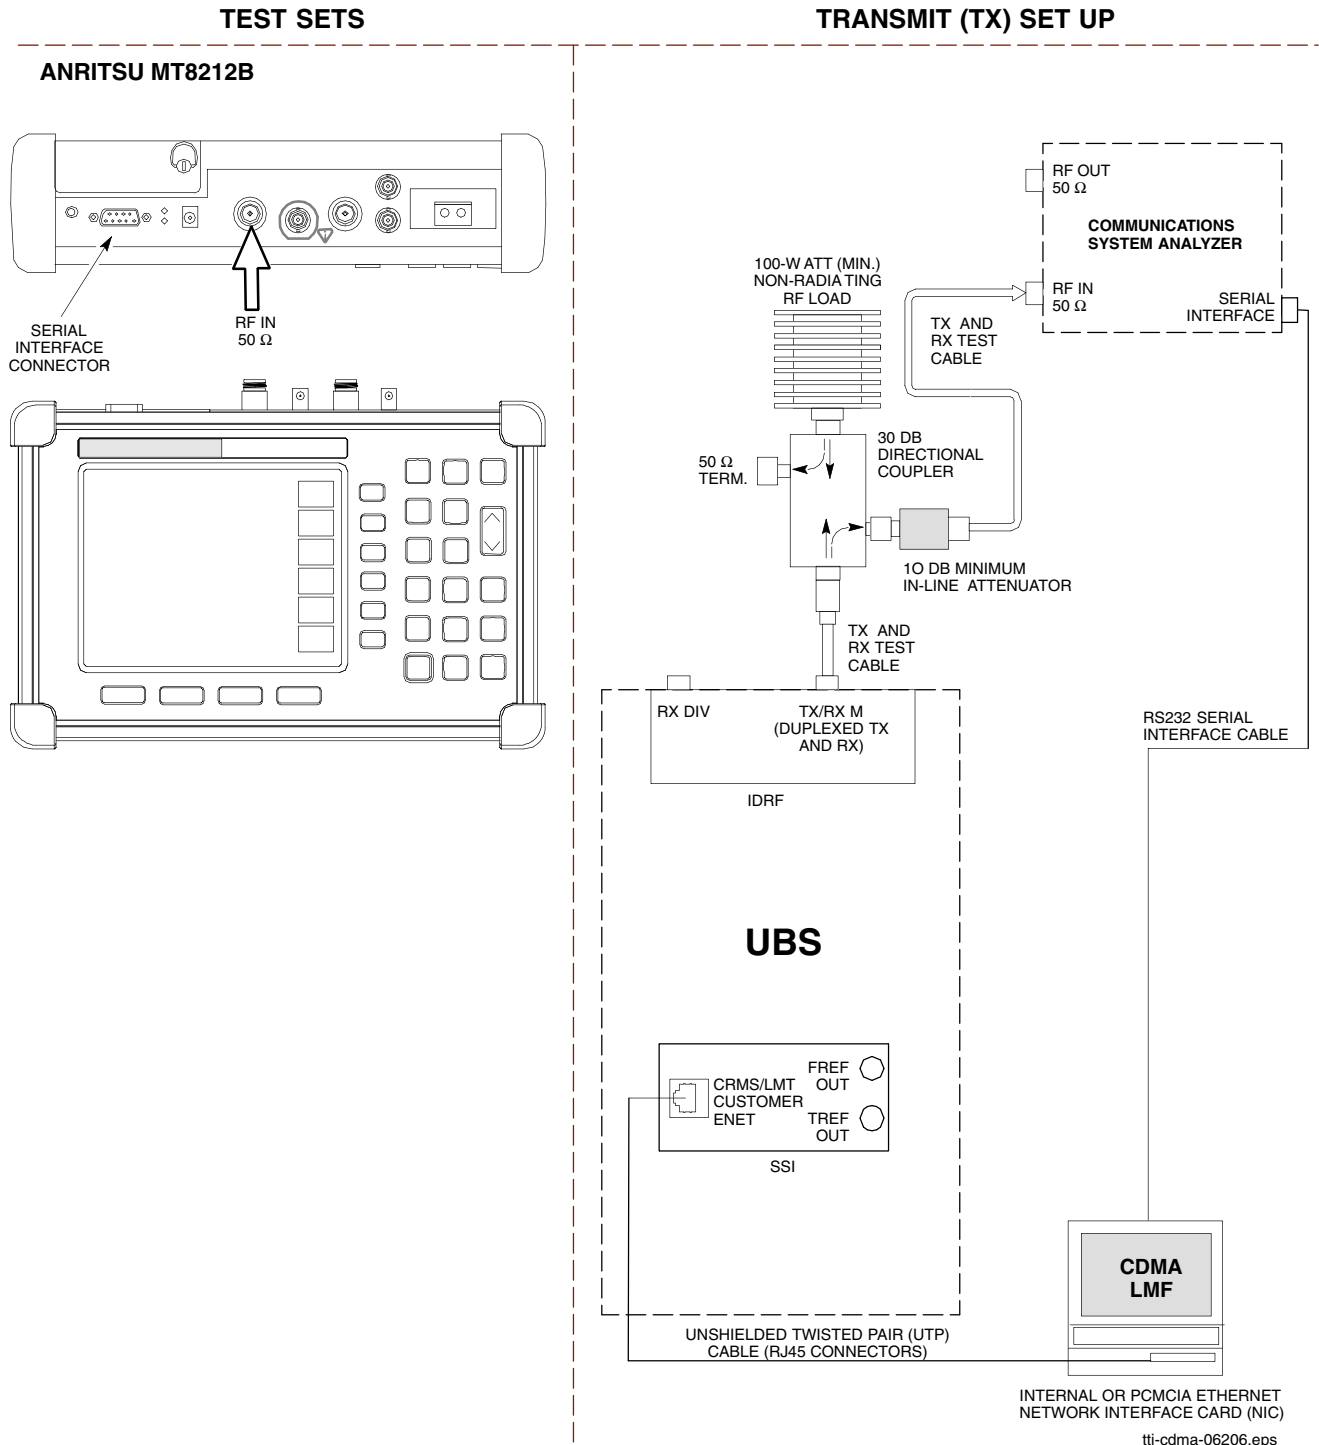 TEST SETS
TRANSMIT (TX) SET UP
ANRITSU MT8212B
SERIAL
INTERFACE
CONNECTOR
RF IN
50 Ω
RF OUT
50 Ω
COMMUNICATIONS
SYSTEM ANALYZER
RF IN
50 Ω
SERIAL
INTERFACE
100-W ATT (MIN.)
NON-RADIA TING
RF LOAD
TX AND
RX TEST
CABLE
50 Ω
TERM.
30 DB
DIRECTIONAL
COUPLER
1O DB MINIMUM
IN-LINE ATTENUATOR
TX AND
RX TEST
CABLE
RX DIV
TX/RX M
(DUPLEXED TX
AND RX)
IDRF
RS232 SERIAL
INTERFACE CABLE
UBS
CRMS/LMT
CUSTOMER
ENET
FREF
OUT
TREF
OUT
SSI
CDMA
LMF
UNSHIELDED TWISTED PAIR (UTP)
CABLE (RJ45 CONNECTORS)
INTERNAL OR PCMCIA ETHERNET
NETWORK INTERFACE CARD (NIC)
tti-cdma-06206.eps